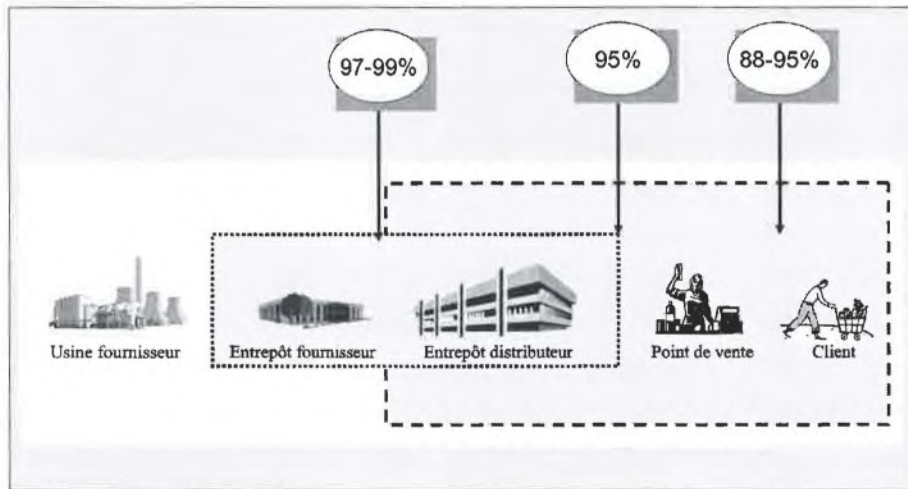 97-99%
95%
88-95%
Usine fournisseur
Entrepôt fournisseur
Entrepôt distributeur
Point de vente
Client